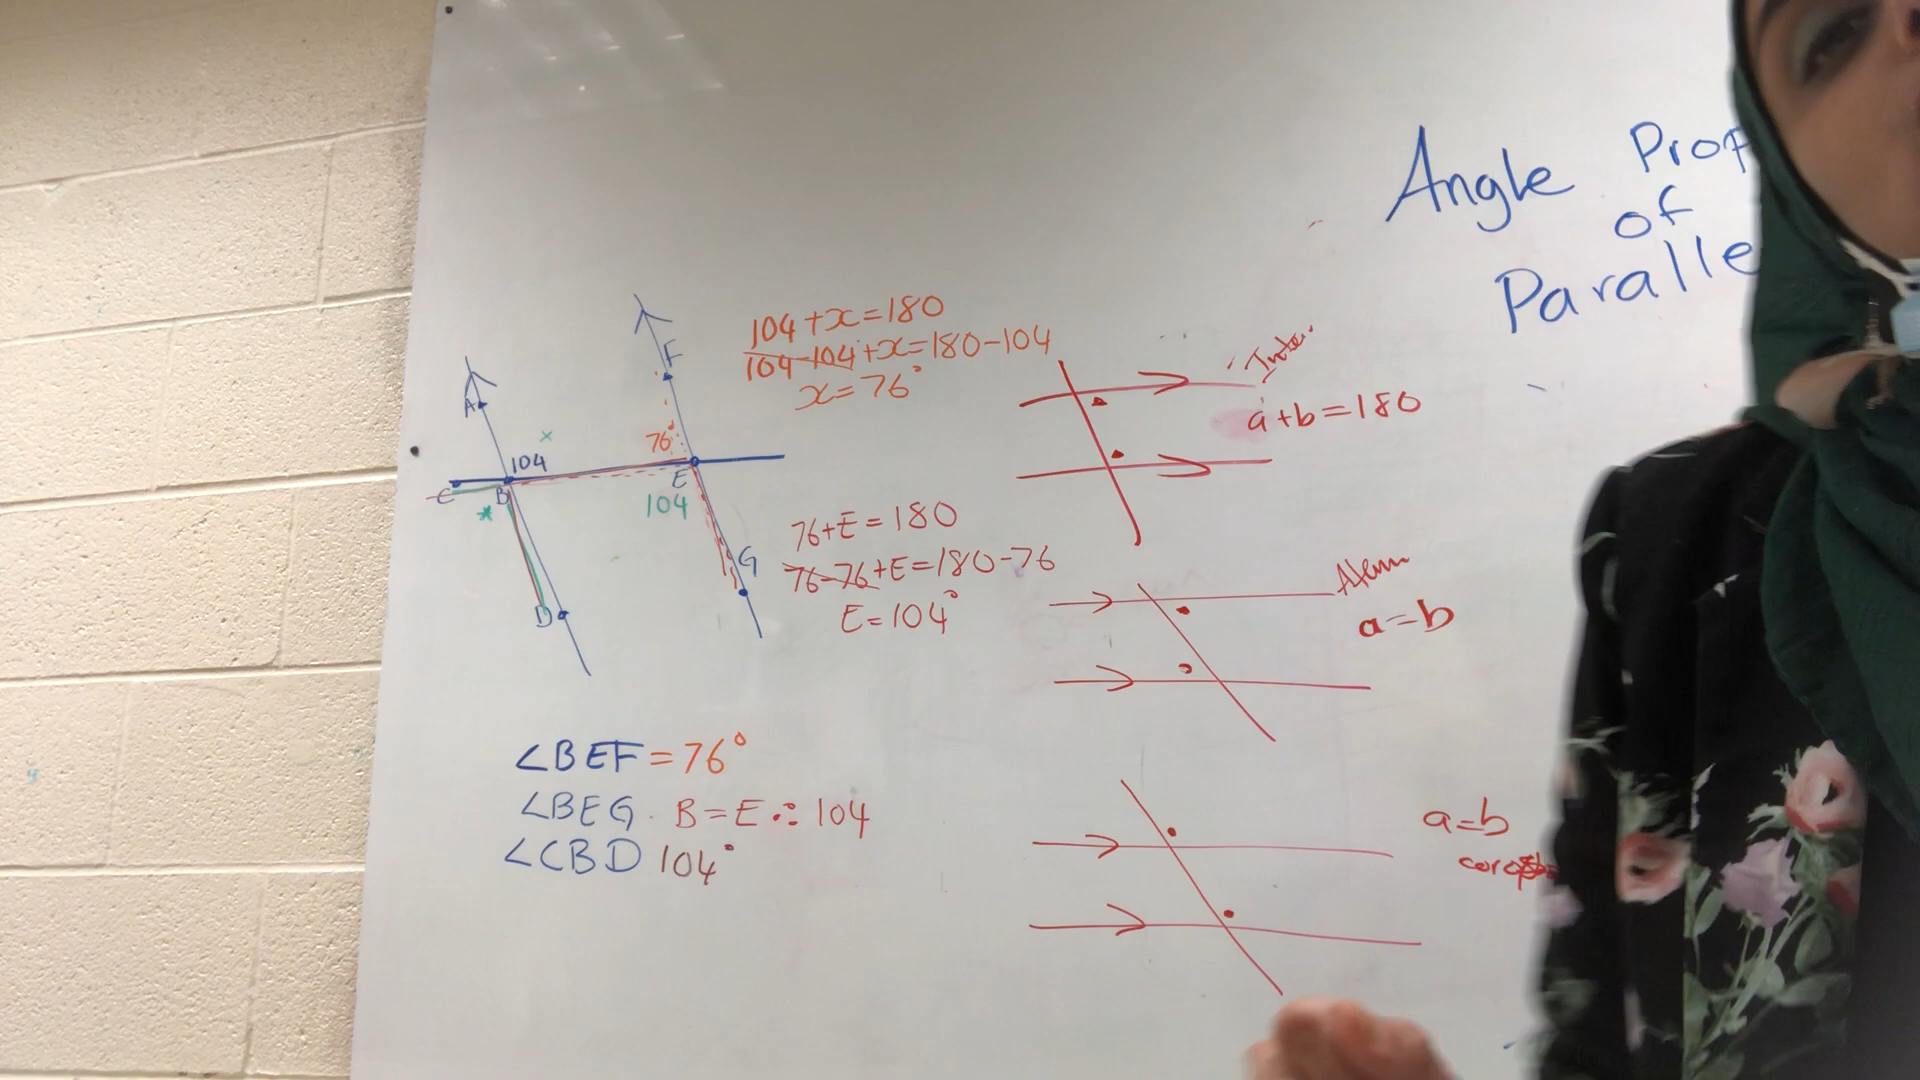 Angle Prop
of
Paralle
104+x=180
104-104+x=180-104
x=76°
F
A
104
76°
C
B
E
104
G
D
76+E=180
76-76+E=180-76
E=104°
a+b=180
a=b
a=b
∠BEF=76°
∠BEG. B=E∴104
∠CBD 104°